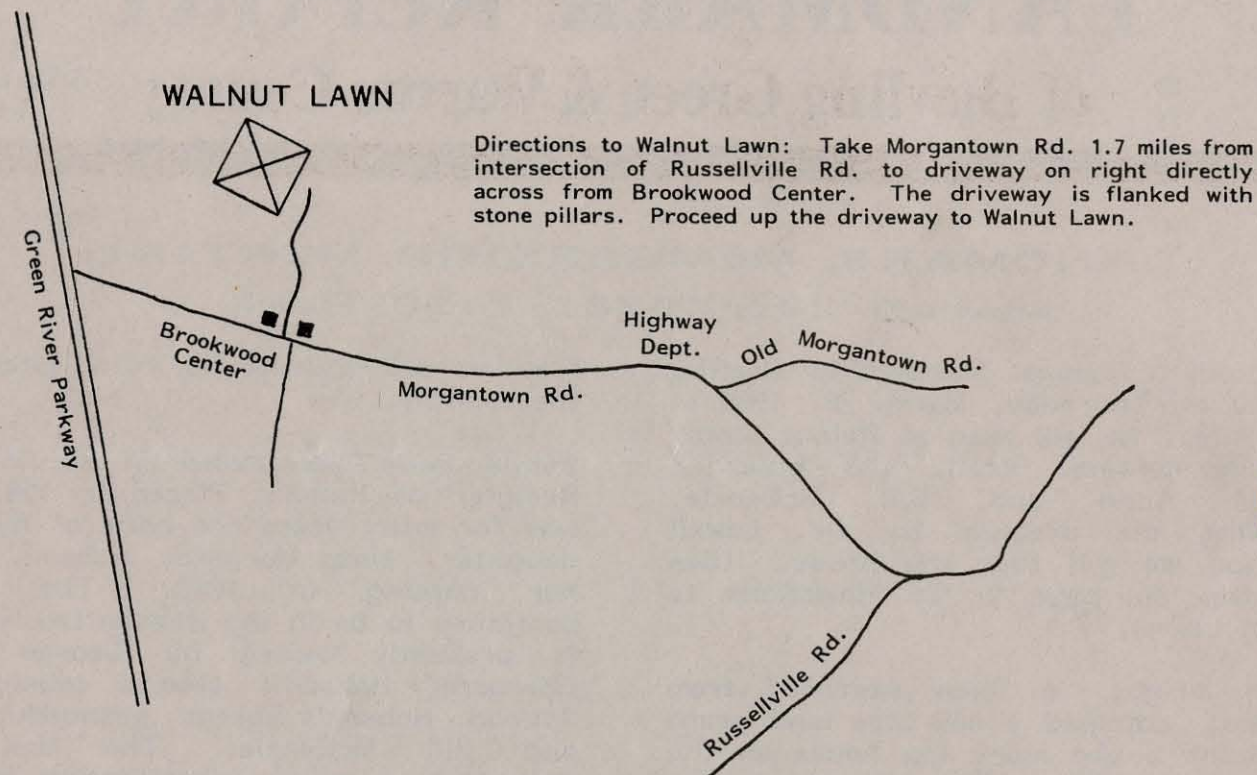 WALNUT LAWN
Directions to Walnut Lawn: Take Morgantown Rd. 1.7 miles from
intersection of Russellville Rd. to driveway on right directly
across from Brookwood Center. The driveway is flanked with
stone pillars. Proceed up the driveway to Walnut Lawn.
Green River Parkway
Brookwood
Center
Morgantown Rd.
Highway
Dept.
Old Morgantown Rd.
Russellville Rd.